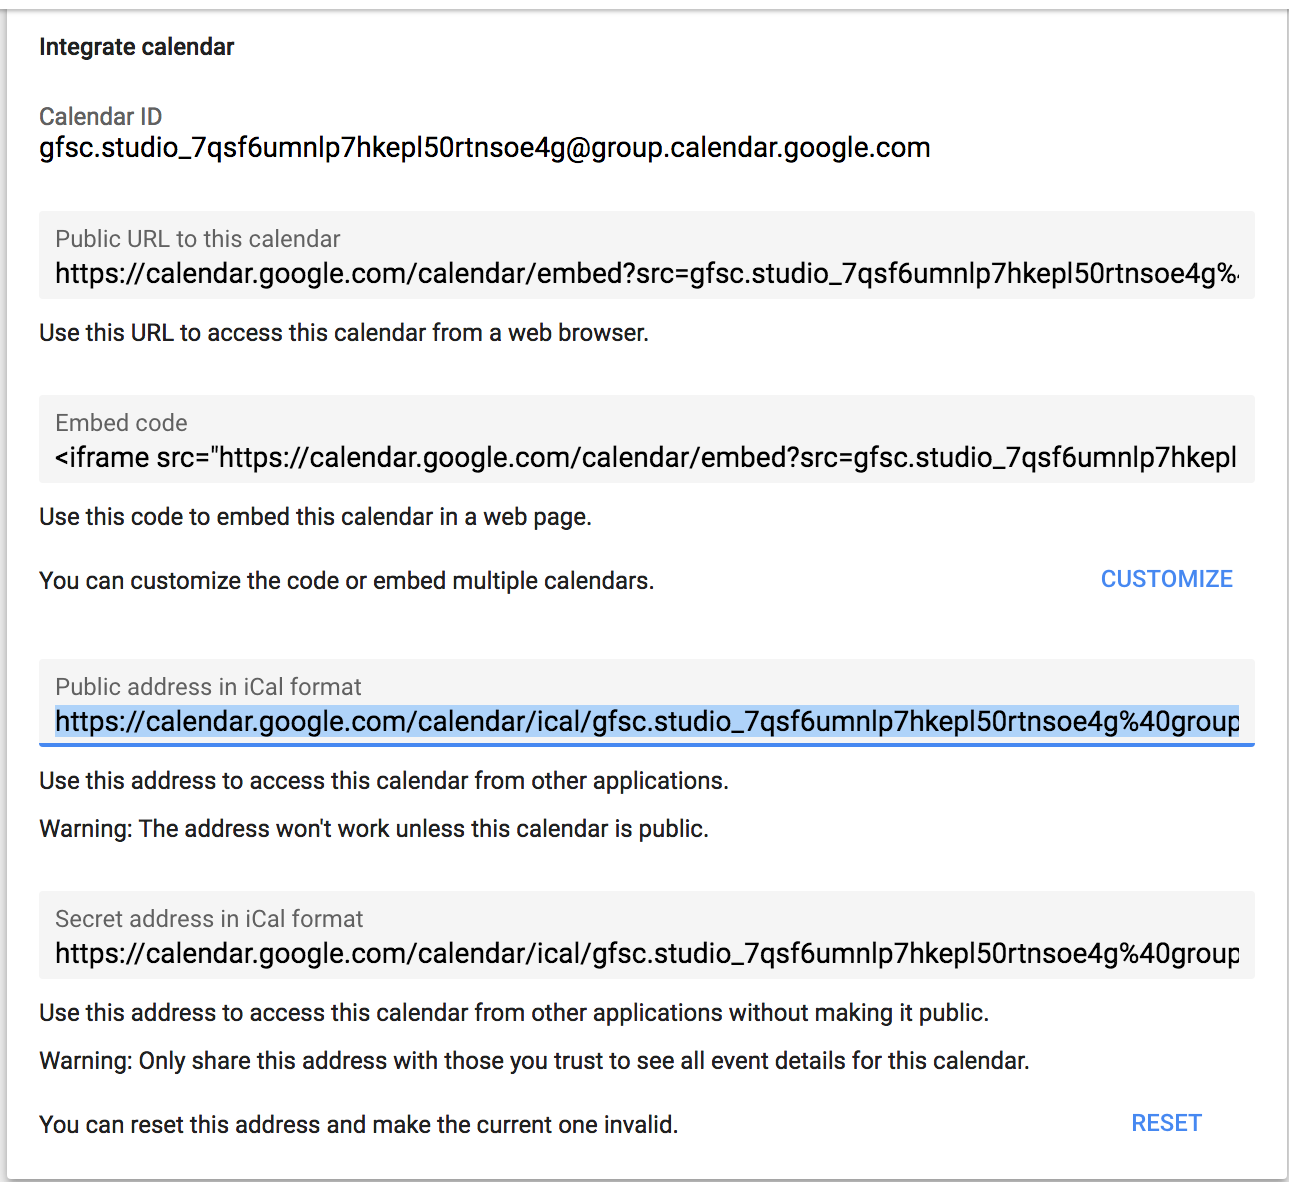 Integrate calendar
Calendar ID
gfsc.studio_7qsf6umnlp7hkepl50rtnsoe4g@group.calendar.google.com
Public URL to this calendar
https://calendar.google.com/calendar/embed?src=gfsc.studio_7qsf6umnlp7hkepl50rtnsoe4g%
Use this URL to access this calendar from a web browser.
Embed code
<iframe src="https://calendar.google.com/calendar/embed?src=gfsc.studio_7qsf6umnlp7hkepl
Use this code to embed this calendar in a web page.
You can customize the code or embed multiple calendars.
CUSTOMIZE
Public address in iCal format
https://calendar.google.com/calendar/ical/gfsc.studio_7qsf6umnlp7hkepl50rtnsoe4g%40group
Use this address to access this calendar from other applications.
Warning: The address won't work unless this calendar is public.
Secret address in iCal format
https://calendar.google.com/calendar/ical/gfsc.studio_7qsf6umnlp7hkepl50rtnsoe4g%40group
Use this address to access this calendar from other applications without making it public.
Warning: Only share this address with those you trust to see all event details for this calendar.
You can reset this address and make the current one invalid.
RESET